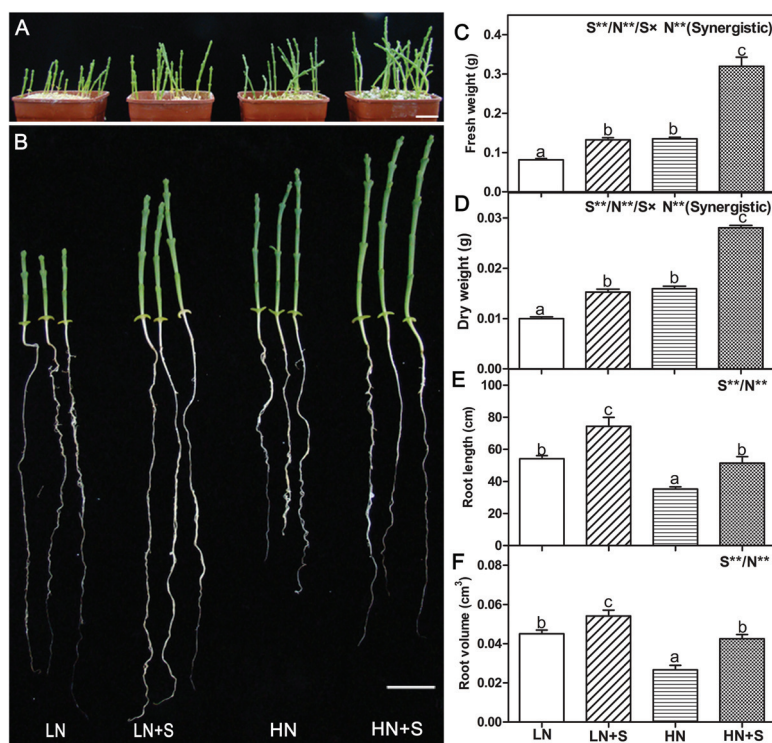 A
B
LN LN+S HN HN+S
C
S**/N**/S× N**(Synergistic)
Fresh weight (g)
0.4
0.3
0.2
0.1
0.0
a b b c
D
S**/N**/S× N**(Synergistic)
Dry weight (g)
0.03
0.02
0.01
0.00
a b b c
E
S**/N**
Root length (cm)
100
80
60
40
20
0
b c a b
F
S**/N**
Root volume (cm³)
0.08
0.06
0.04
0.02
0.00
b c a b
LN LN+S HN HN+S